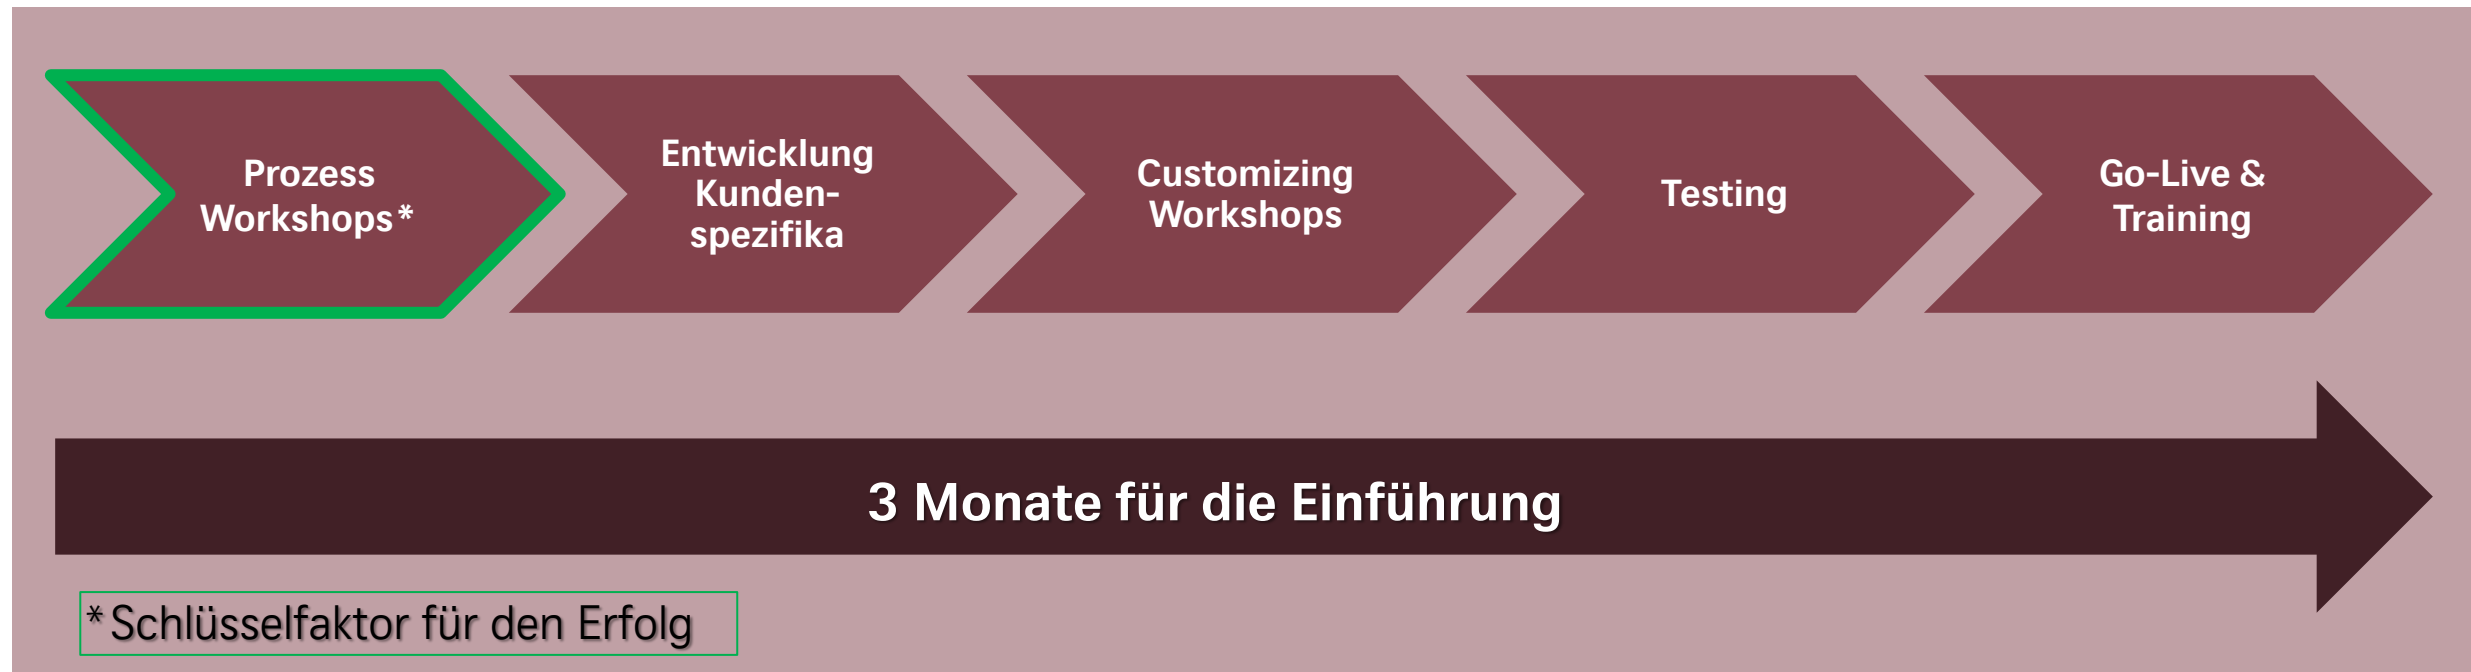 Prozess
Workshops*
Entwicklung
Kunden-
spezifika
Customizing
Workshops
Testing
Go-Live &
Training
3 Monate für die Einführung
*Schlüsselfaktor für den Erfolg